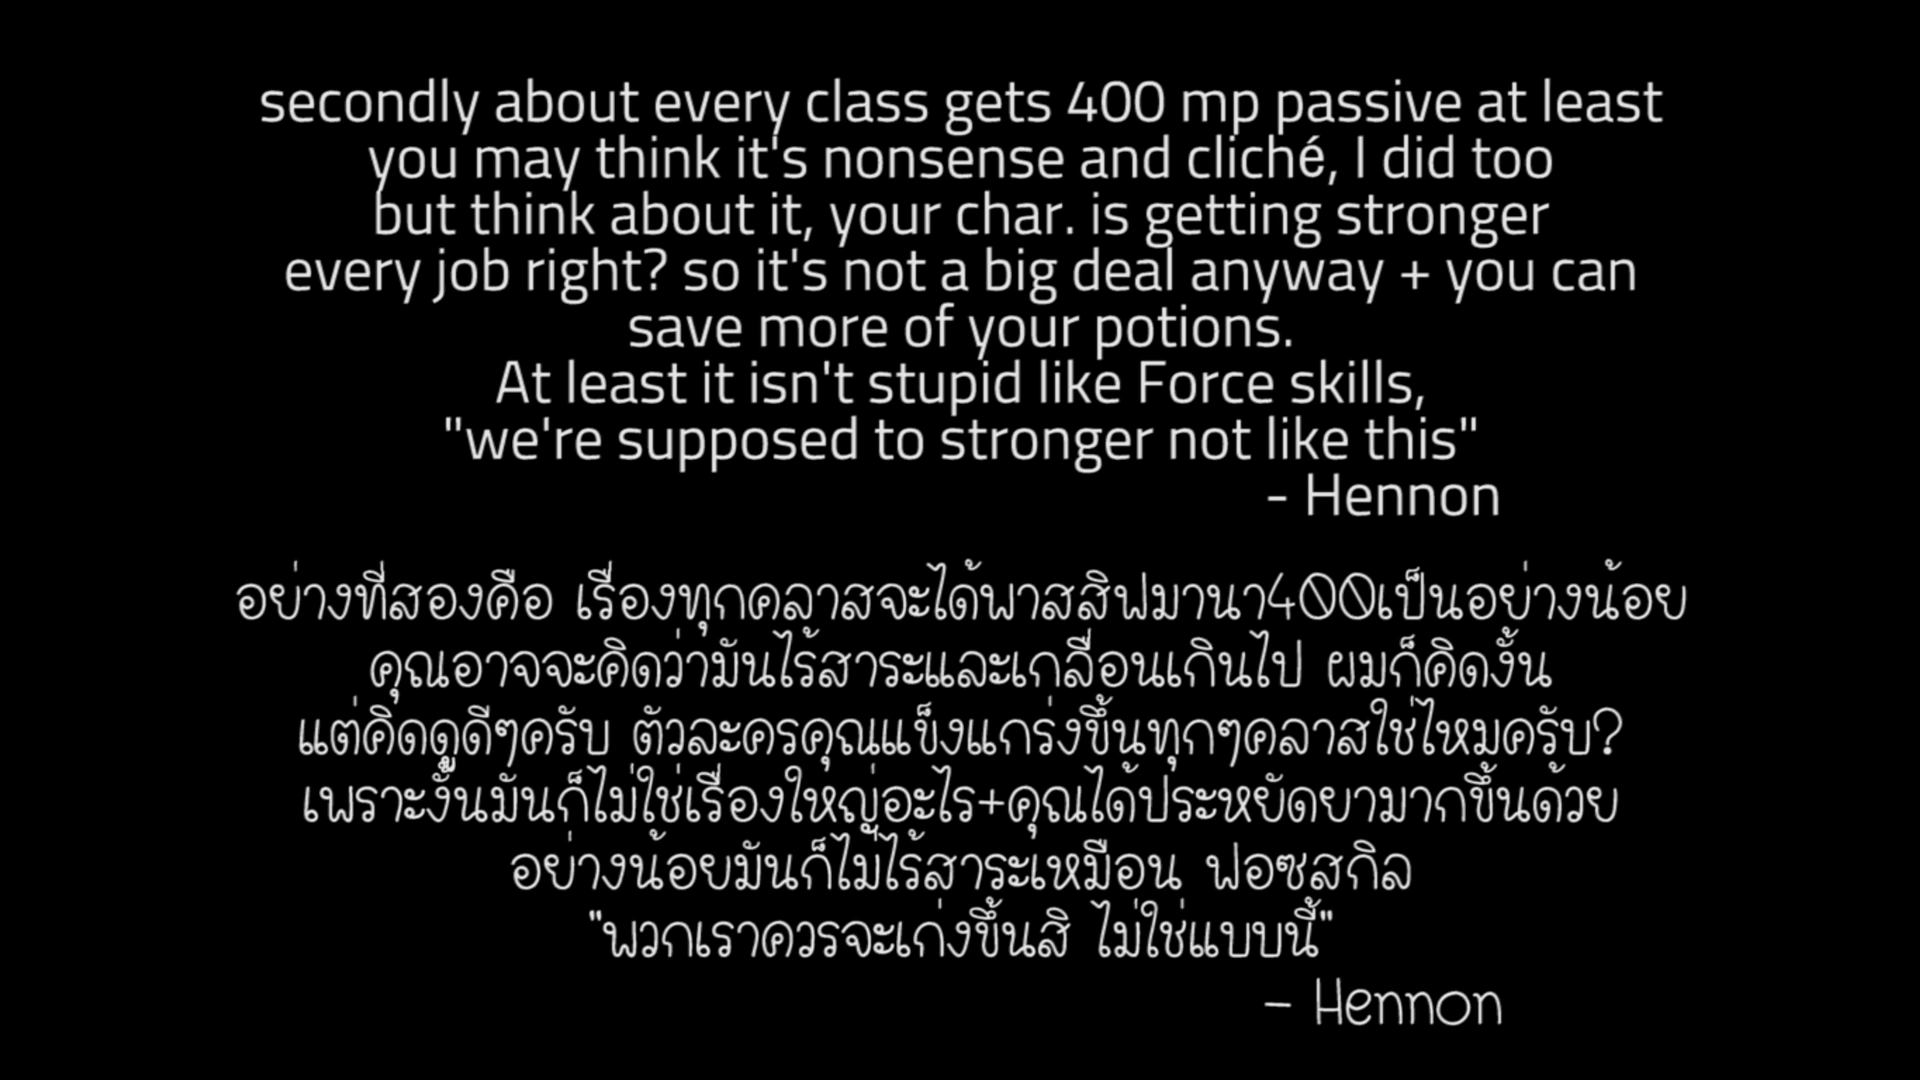 secondly about every class gets 400 mp passive at least
you may think it's nonsense and cliché, I did too
but think about it, your char. is getting stronger
every job right? so it's not a big deal anyway + you can
save more of your potions.
At least it isn't stupid like Force skills,
"we're supposed to stronger not like this"
- Hennon
อย่างที่สองคือ เรื่องทุกคลาสจะได้พาสสิฟมานา400เป็นอย่างน้อย
คุณอาจจะคิดว่ามันไร้สาระและเกลื่อนเกินไป ผมก็คิดงั้น
แต่คิดดูดีๆครับ ตัวละครคุณแข็งแกร่งขึ้นทุกๆคลาสใช่ไหมครับ?
เพราะงั้นมันก็ไม่ใช่เรื่องใหญ่อะไร+คุณได้ประหยัดยามากขึ้นด้วย
อย่างน้อยมันก็ไม่ไร้สาระเหมือน ฟอซสกิล
"พวกเราควรจะเก่งขึ้นสิ ไม่ใช่แบบนี้"
- Hennon